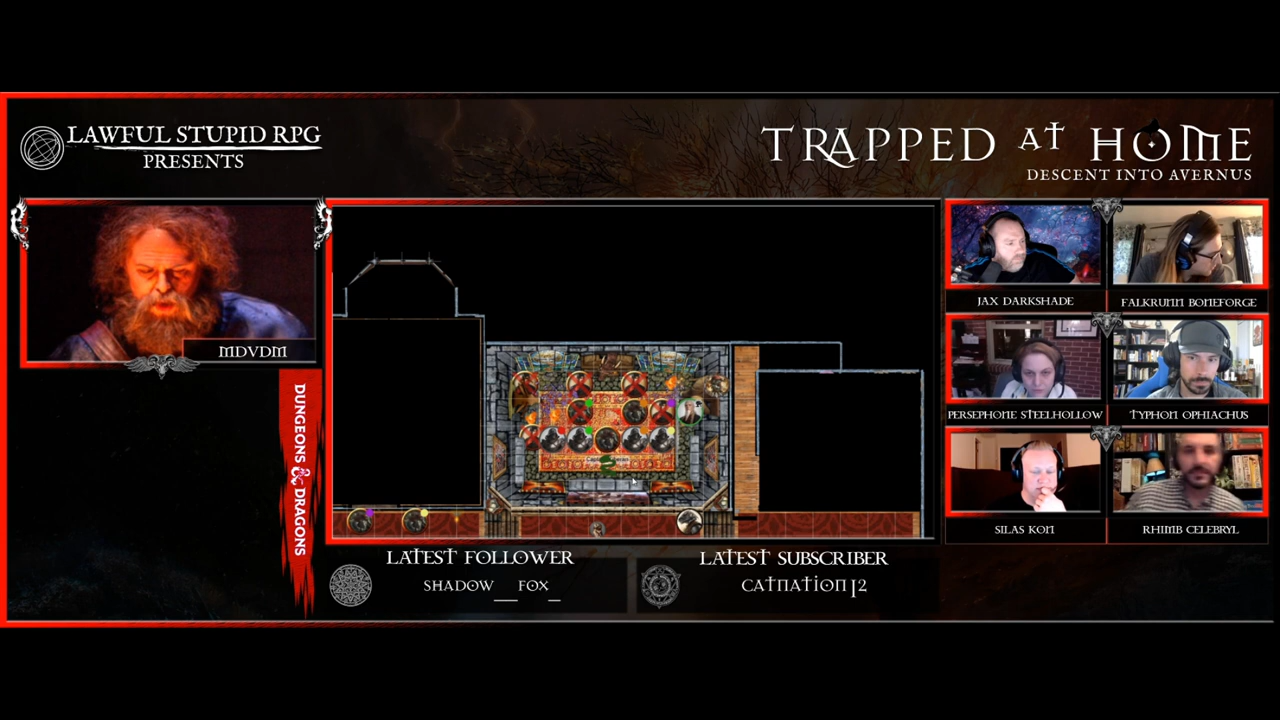 LAWFUL STUPID RPG
PRESENTS
TRAPPED AT HOME
DESCENT INTO AVERNUS
MDVDM
DUNGEONS & DRAGONS
JAX DARKSHADE
FALKRUNN BONEFORGE
PERSEPHONE STEELHOLLOW
TYPHON OPHIACHUS
SILAS KON
RHIMB CELEBRYL
LATEST FOLLOWER
SHADOW__FOX_
LATEST SUBSCRIBER
CATNATION12